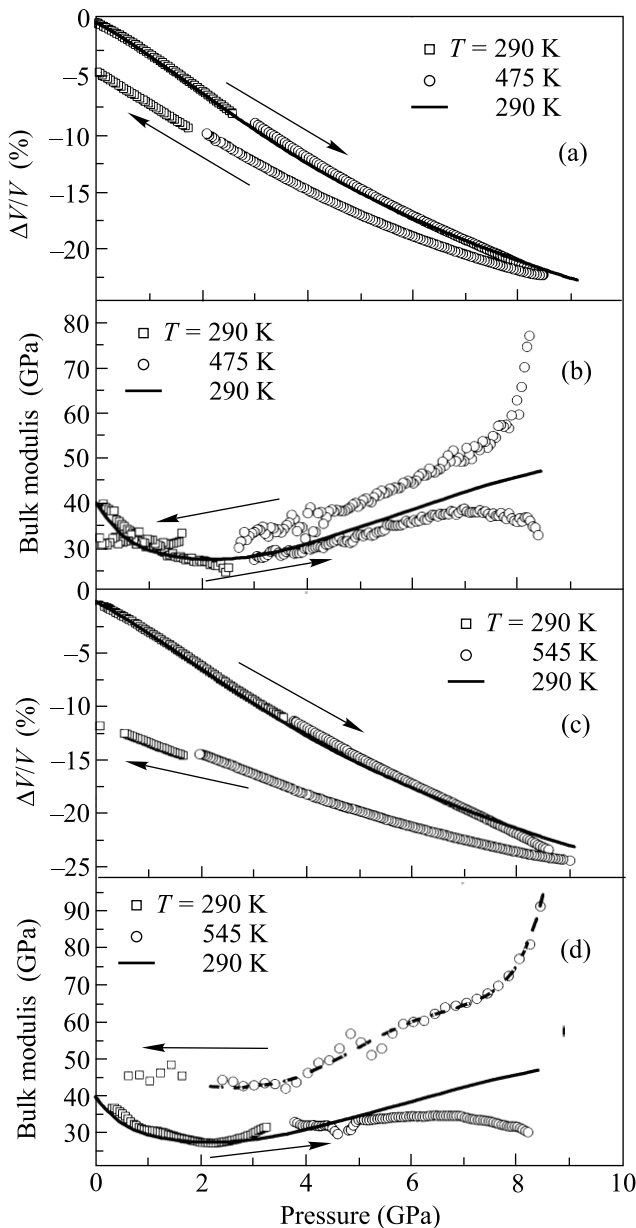 0
−5
−10
−15
−20
ΔV/V (%)
T = 290 K
475 K
290 K
(a)
80
70
60
50
40
30
0
Bulk modulis (GPa)
T = 290 K
475 K
290 K
(b)
−5
−10
−15
−20
−25
ΔV/V (%)
T = 290 K
545 K
290 K
(c)
90
80
70
60
50
40
30
Bulk modulis (GPa)
T = 290 K
545 K
290 K
(d)
0 2 4 6 8 10
Pressure (GPa)